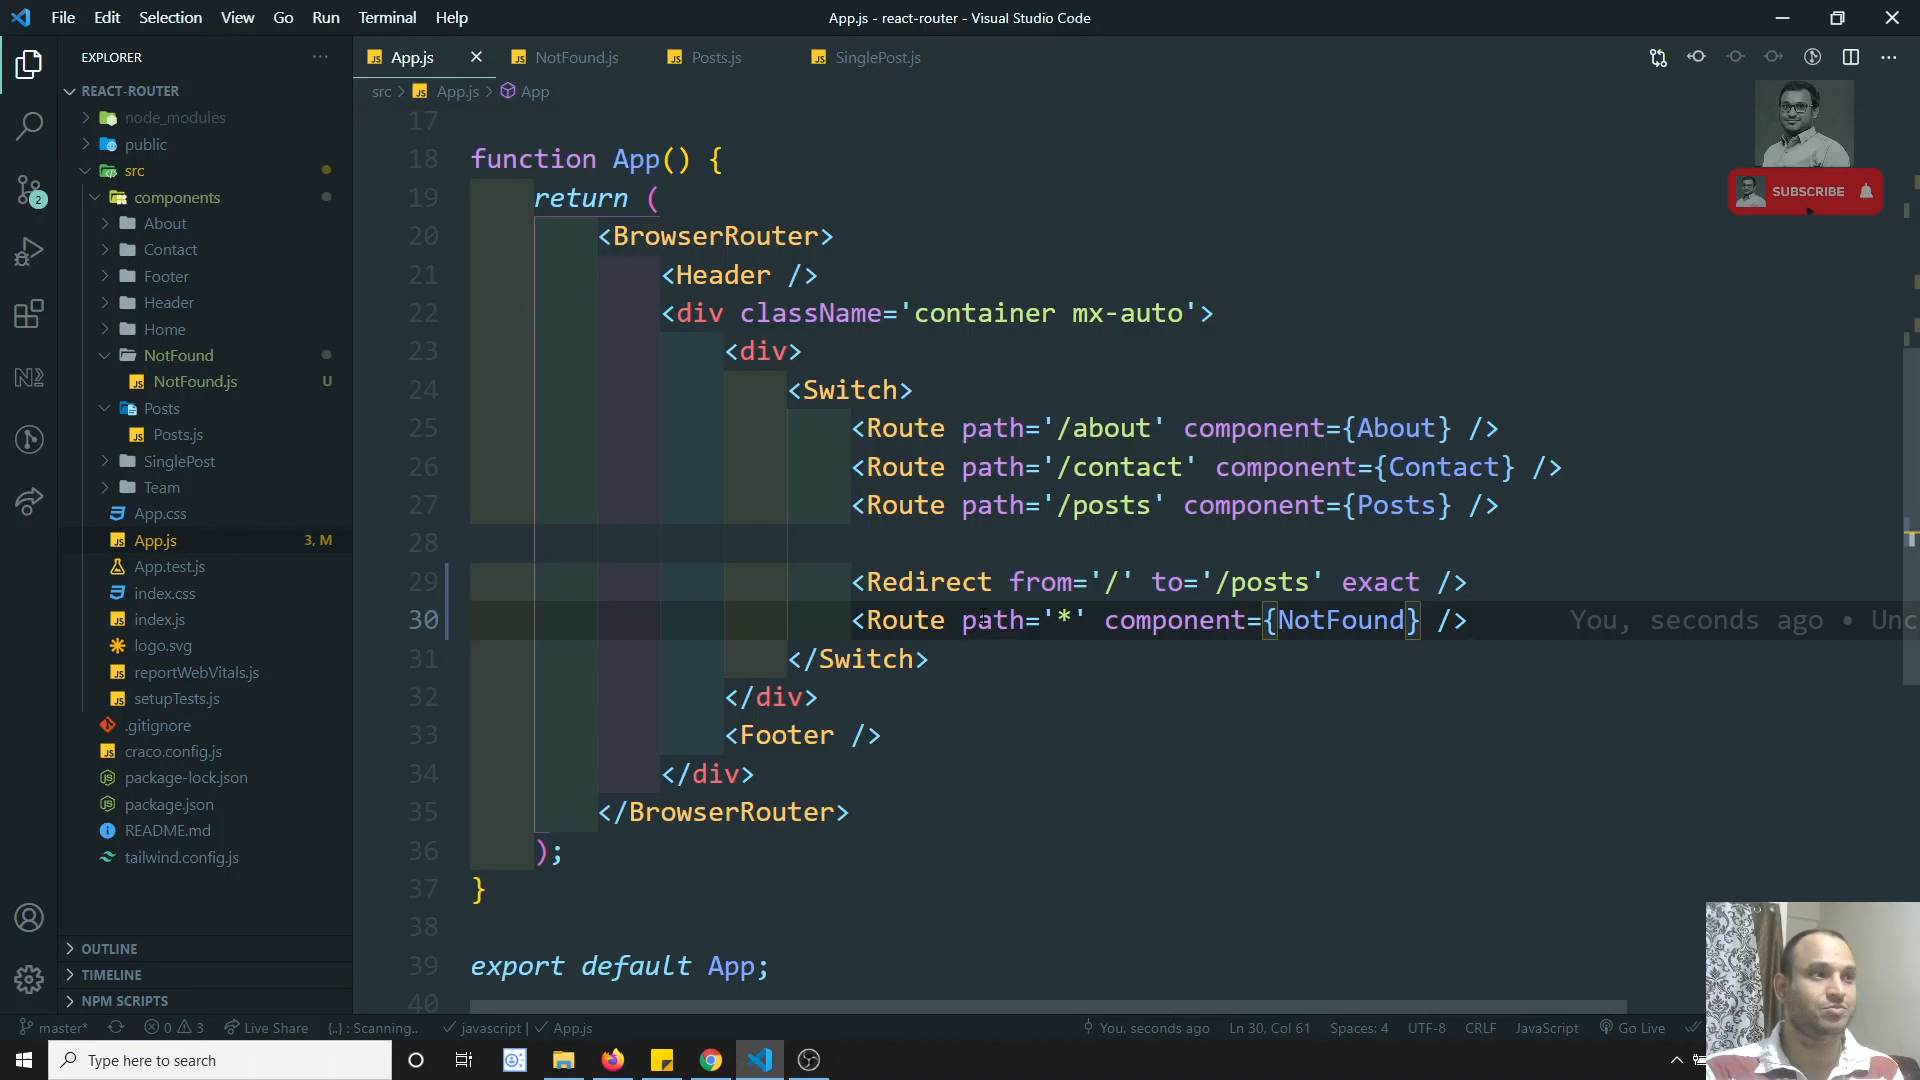 File Edit Selection View Go Run Terminal Help
App.js - react-router - Visual Studio Code
EXPLORER
App.js
NotFound.js
Posts.js
SinglePost.js
REACT-ROUTER
src > App.js > App
node_modules
public
src
components
About
Contact
Footer
Header
Home
NotFound
NotFound.js U
Posts
Posts.js
SinglePost
Team
App.css
App.js 3, M
App.test.js
index.css
index.js
logo.svg
reportWebVitals.js
setupTests.js
.gitignore
craco.config.js
package-lock.json
package.json
README.md
tailwind.config.js
OUTLINE
TIMELINE
NPM SCRIPTS
2
SUBSCRIBE
17
18 function App() {
19 return (
20 <BrowserRouter>
21 <Header />
22 <div className='container mx-auto'>
23 <div>
24 <Switch>
25 <Route path='/about' component={About} />
26 <Route path='/contact' component={Contact} />
27 <Route path='/posts' component={Posts} />
28
29 <Redirect from='/' to='/posts' exact />
30 <Route path='*' component={NotFound} /> You, seconds ago • Unc
31 </Switch>
32 </div>
33 <Footer />
34 </div>
35 </BrowserRouter>
36 );
37 }
38
39 export default App;
40
master* 0 3 Live Share {..} : Scanning.. javascript | App.js
You, seconds ago Ln 30, Col 61 Spaces: 4 UTF-8 CRLF JavaScript Go Live
Type here to search